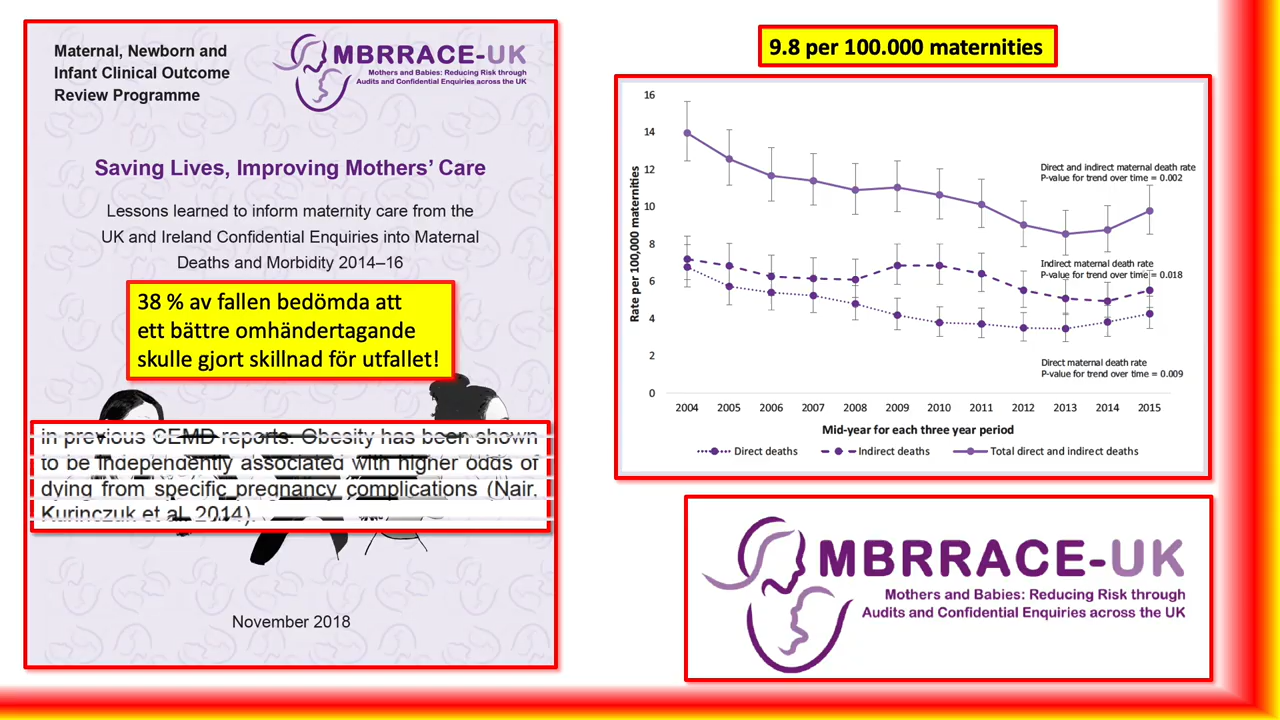 Maternal, Newborn and
Infant Clinical Outcome
Review Programme
MBRRACE-UK
Mothers and Babies: Reducing Risk through
Audits and Confidential Enquiries across the UK
Saving Lives, Improving Mothers' Care
Lessons learned to inform maternity care from the
UK and Ireland Confidential Enquiries into Maternal
Deaths and Morbidity 2014–16
38 % av fallen bedömda att
ett bättre omhändertagande
skulle gjort skillnad för utfallet!
in previous CEMD reports. Obesity has been shown
to be independently associated with higher odds of
dying from specific pregnancy complications (Nair,
Kurinczuk et al. 2014).
November 2018
9.8 per 100.000 maternities
Rate per 100,000 maternities
16
14
12
10
8
6
4
2
0
Direct and indirect maternal death rate
P-value for trend over time = 0.002
Indirect maternal death rate
P-value for trend over time = 0.018
Direct maternal death rate
P-value for trend over time = 0.009
2004 2005 2006 2007 2008 2009 2010 2011 2012 2013 2014 2015
Mid-year for each three year period
Direct deaths Indirect deaths Total direct and indirect deaths
MBRRACE-UK
Mothers and Babies: Reducing Risk through
Audits and Confidential Enquiries across the UK